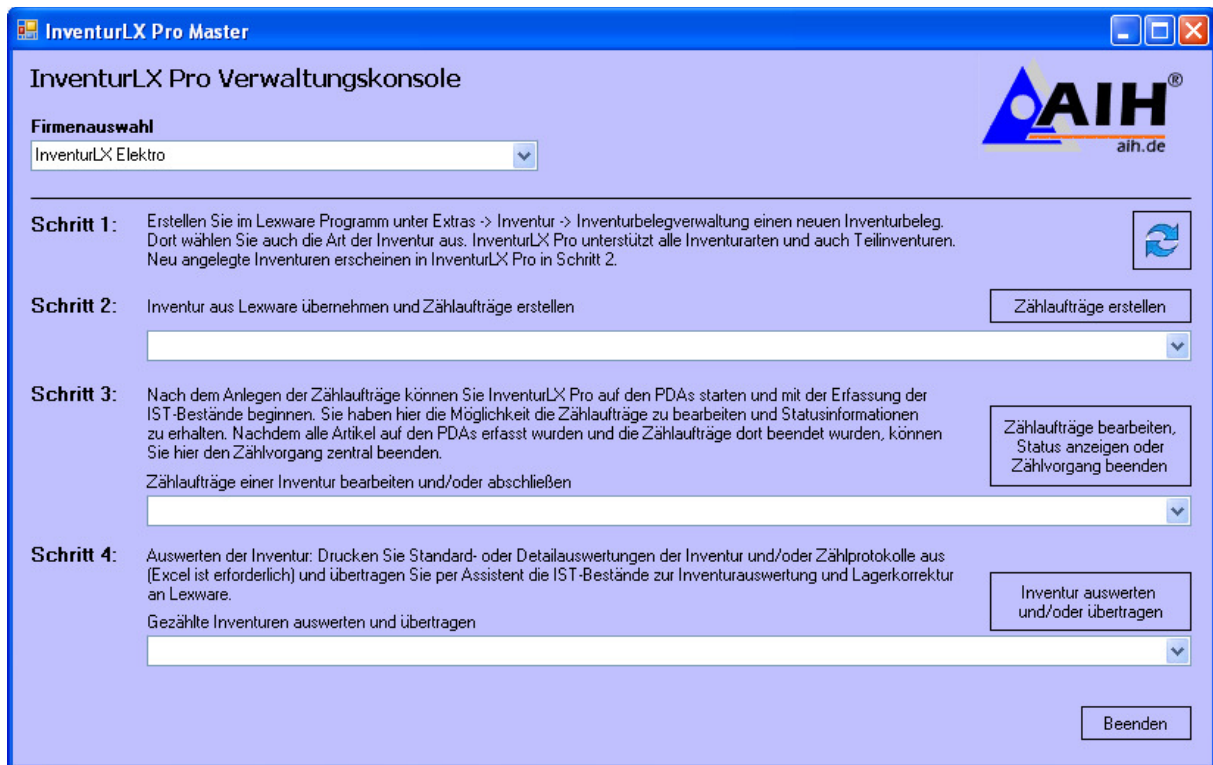 InventurLX Pro Master
InventurLX Pro Verwaltungskonsole
AIH®
aih.de
Firmenauswahl
InventurLX Elektro
Schritt 1:
Erstellen Sie im Lexware Programm unter Extras -> Inventur -> Inventurbelegverwaltung einen neuen Inventurbeleg.
Dort wählen Sie auch die Art der Inventur aus. InventurLX Pro unterstützt alle Inventurarten und auch Teilinventuren.
Neu angelegte Inventuren erscheinen in InventurLX Pro in Schritt 2.
Schritt 2:
Inventur aus Lexware übernehmen und Zählaufträge erstellen
Zählaufträge erstellen
Schritt 3:
Nach dem Anlegen der Zählaufträge können Sie InventurLX Pro auf den PDAs starten und mit der Erfassung der
IST-Bestände beginnen. Sie haben hier die Möglichkeit die Zählaufträge zu bearbeiten und Statusinformationen
zu erhalten. Nachdem alle Artikel auf den PDAs erfasst wurden und die Zählaufträge dort beendet wurden, können
Sie hier den Zählvorgang zentral beenden.
Zählaufträge bearbeiten,
Status anzeigen oder
Zählvorgang beenden
Zählaufträge einer Inventur bearbeiten und/oder abschließen
Schritt 4:
Auswerten der Inventur: Drucken Sie Standard- oder Detailauswertungen der Inventur und/oder Zählprotokolle aus
(Excel ist erforderlich) und übertragen Sie per Assistent die IST-Bestände zur Inventurauswertung und Lagerkorrektur
an Lexware.
Inventur auswerten
und/oder übertragen
Gezählte Inventuren auswerten und übertragen
Beenden